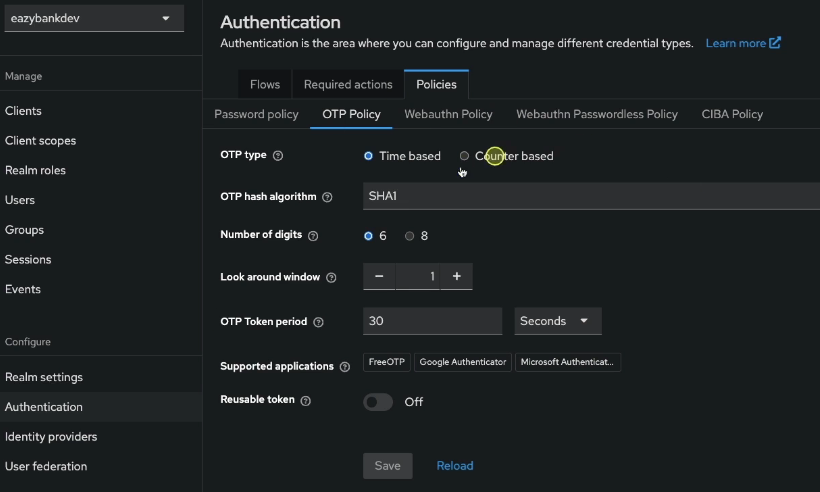 eazybankdev
Authentication
Authentication is the area where you can configure and manage different credential types. Learn more
Manage
Clients
Client scopes
Realm roles
Users
Groups
Sessions
Events
Configure
Realm settings
Authentication
Identity providers
User federation
Flows Required actions Policies
Password policy OTP Policy Webauthn Policy Webauthn Passwordless Policy CIBA Policy
OTP type Time based Counter based
OTP hash algorithm SHA1
Number of digits 6 8
Look around window − 1 +
OTP Token period 30 Seconds
Supported applications FreeOTP Google Authenticator Microsoft Authenticat...
Reusable token Off
Save Reload